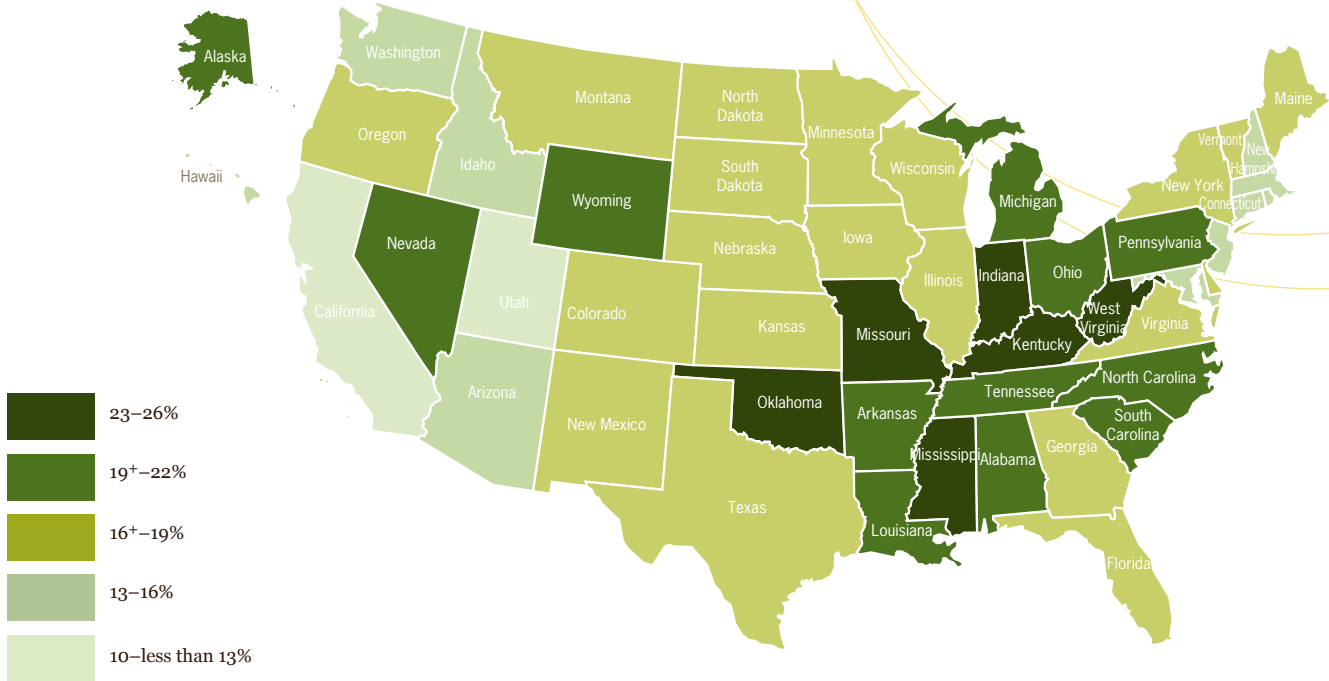 Alaska
Washington
Montana
North
Dakota
Minnesota
Maine
Oregon
Idaho
Vermont
New
Hampshire
Wisconsin
South
Dakota
Hawaii
Wyoming
Michigan
New York
Connecticut
Nevada
Nebraska
Iowa
Pennsylvania
Illinois
Indiana
Ohio
Utah
California
Colorado
Kansas
Missouri
West
Virginia
Virginia
Kentucky
Arizona
Oklahoma
Tennessee
North Carolina
New Mexico
Arkansas
South
Carolina
Mississippi
Alabama
Georgia
Texas
Louisiana
Florida
23–26%
19+–22%
16+–19%
13–16%
10–less than 13%